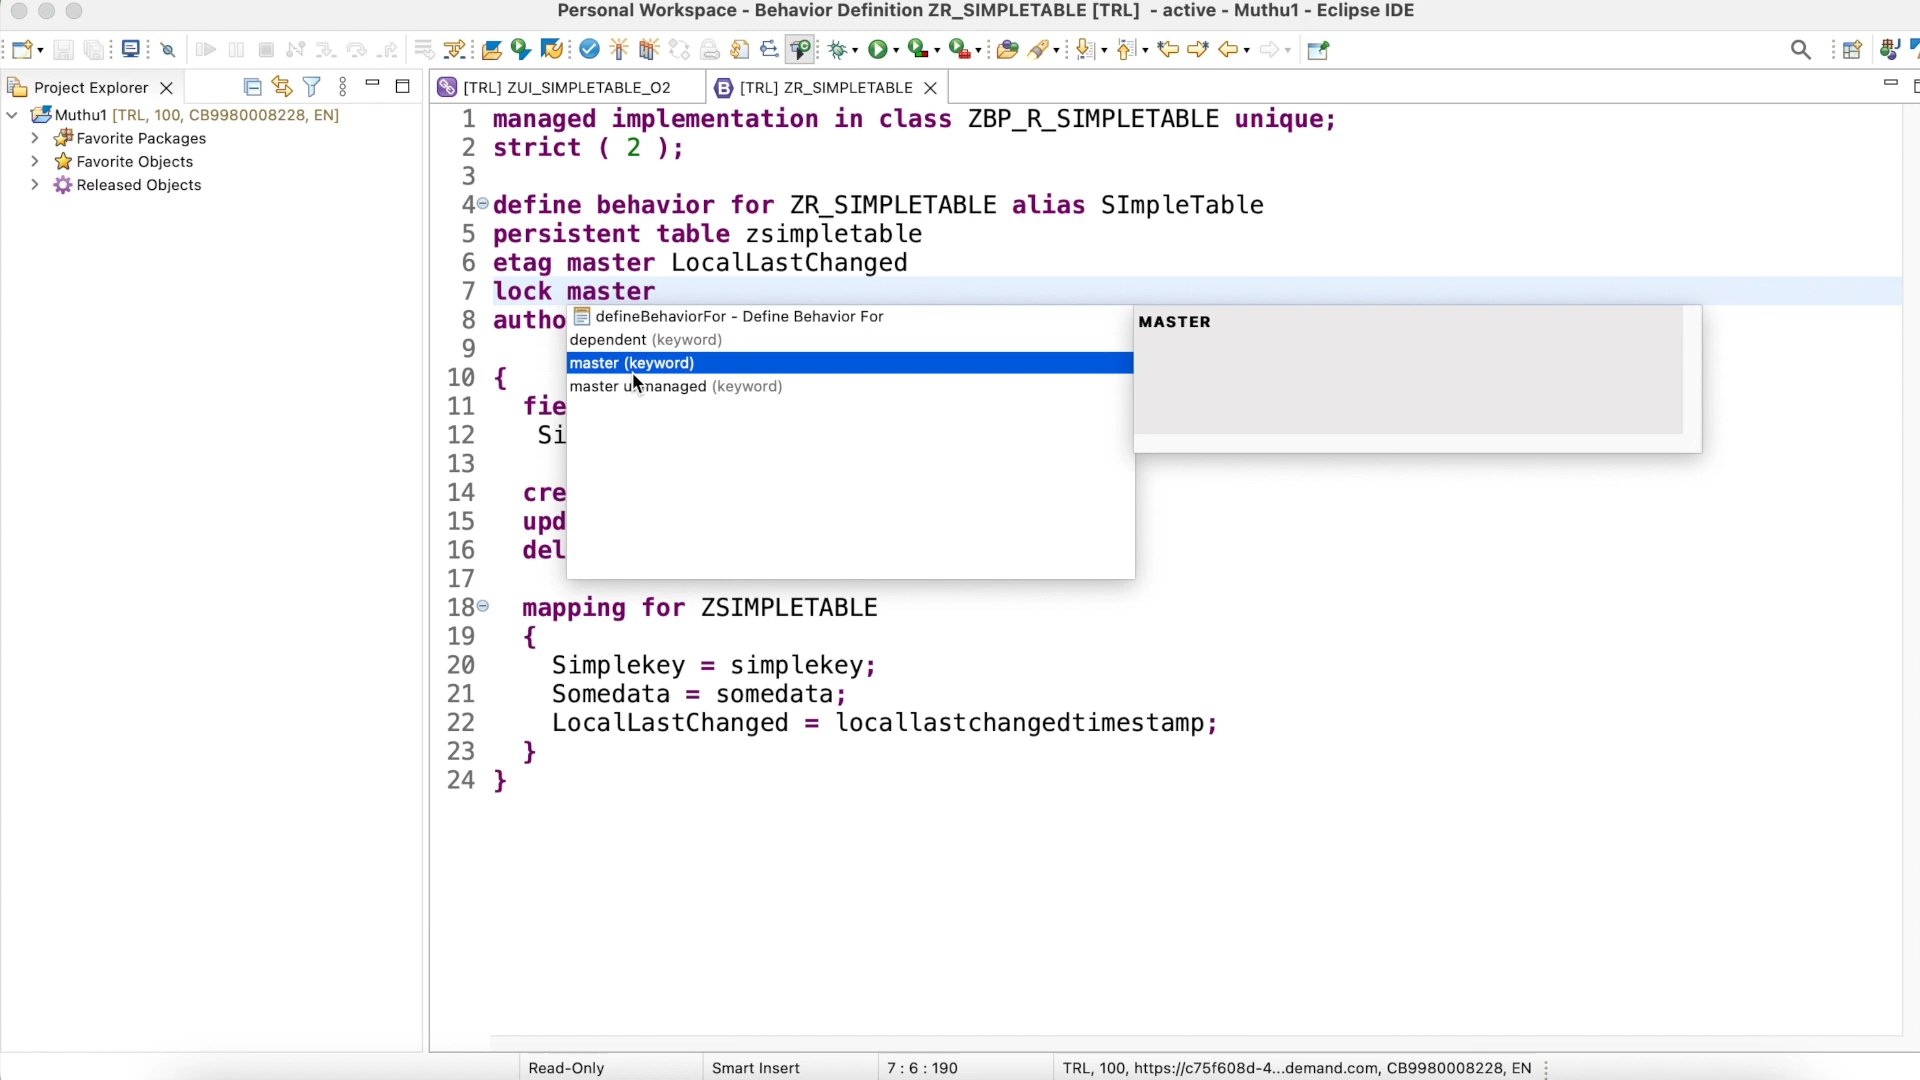 Personal Workspace - Behavior Definition ZR_SIMPLETABLE [TRL] - active - Muthu1 - Eclipse IDE
Project Explorer
[TRL] ZUI_SIMPLETABLE_O2
[TRL] ZR_SIMPLETABLE
Muthu1 [TRL, 100, CB9980008228, EN]
Favorite Packages
Favorite Objects
Released Objects
1 managed implementation in class ZBP_R_SIMPLETABLE unique;
2 strict ( 2 );
3
4 define behavior for ZR_SIMPLETABLE alias SImpleTable
5 persistent table zsimpletable
6 etag master LocalLastChanged
7 lock master
8 autho
defineBehaviorFor - Define Behavior For
dependent (keyword)
master (keyword)
master unmanaged (keyword)
MASTER
9
10 {
11 fie
12 Si
13
14 cre
15 upd
16 del
17
18 mapping for ZSIMPLETABLE
19 {
20 Simplekey = simplekey;
21 Somedata = somedata;
22 LocalLastChanged = locallastchangedtimestamp;
23 }
24 }
Read-Only
Smart Insert
7 : 6 : 190
TRL, 100, https://c75f608d-4...demand.com, CB9980008228, EN